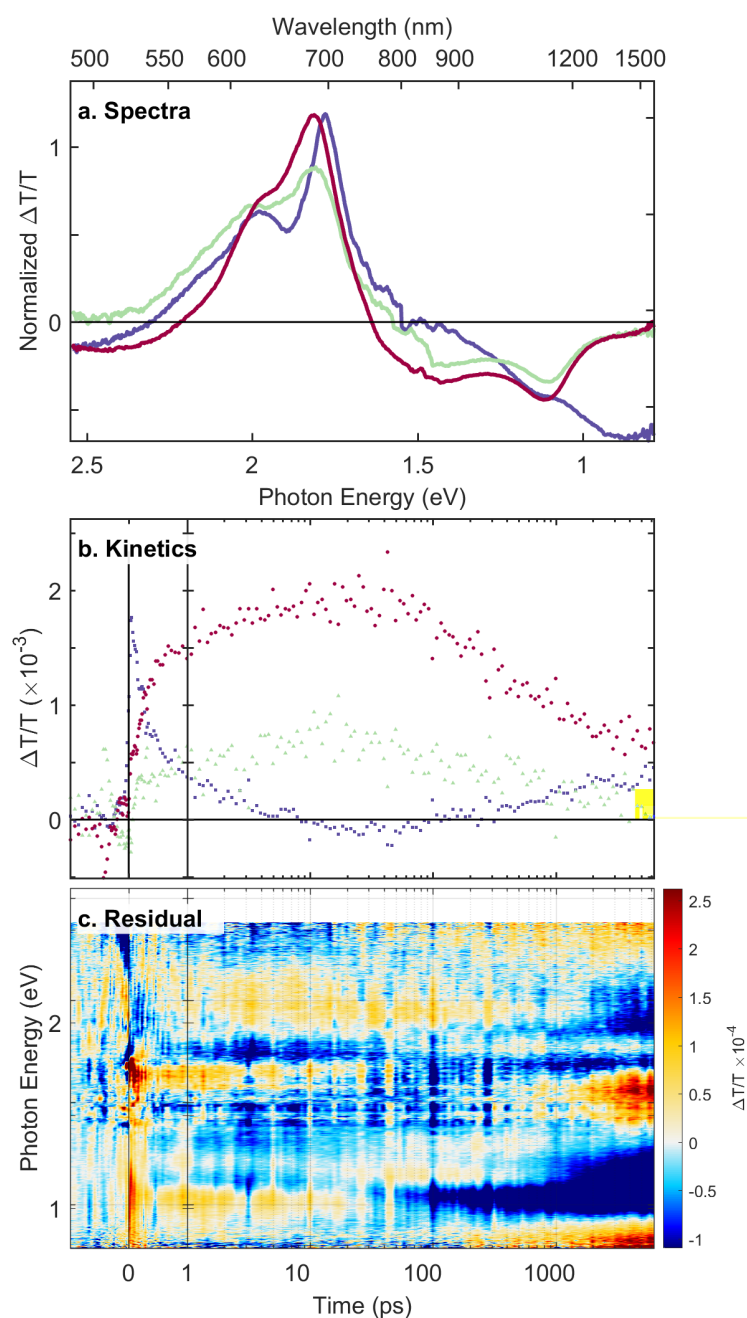 Wavelength (nm)
500 550 600 700 800 900 1200 1500
a. Spectra
1
0
Normalized ΔT/T
2.5 2 1.5 1
Photon Energy (eV)
b. Kinetics
2
1
0
ΔT/T (×10-3)
c. Residual
2
1
Photon Energy (eV)
2.5
2
1.5
1
0.5
0
-0.5
-1
ΔT/T ×10-4
0 1 10 100 1000
Time (ps)